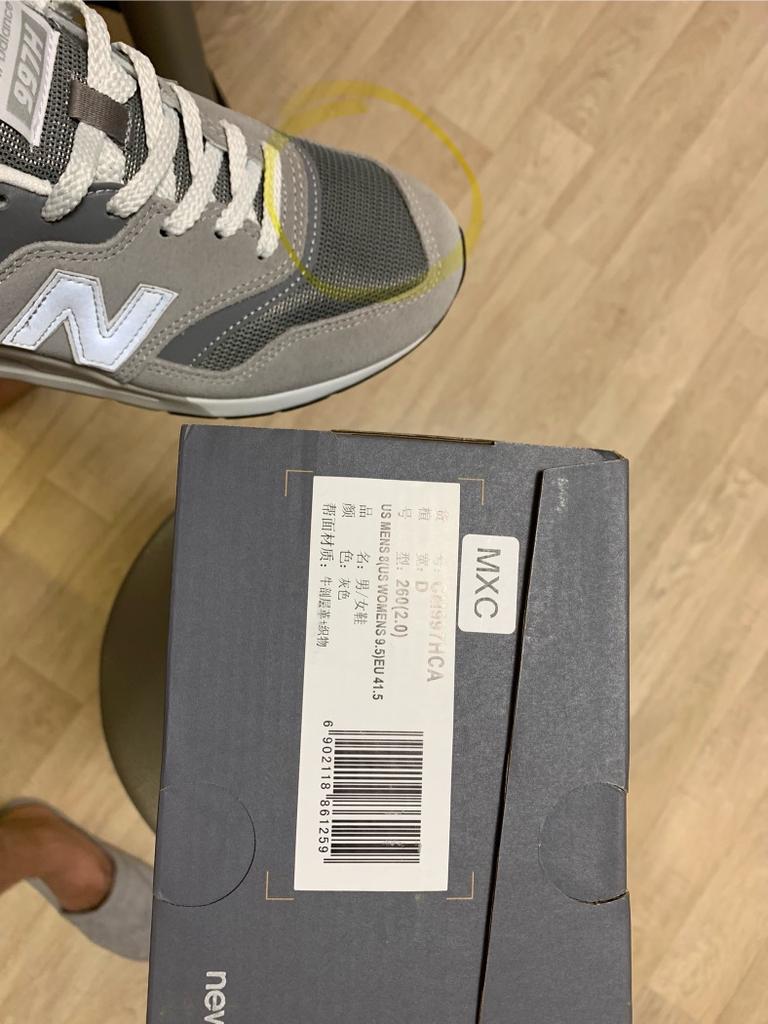 997H
N
MXC
货 号: CM997HCA
楦 宽: D
号 型: 260(2.0)
US MENS 8(US WOMENS 9.5)EU 41.5
品 名: 男/女鞋
颜 色: 灰色
帮面材质: 牛剖层革+织物
6 902118 861259
new